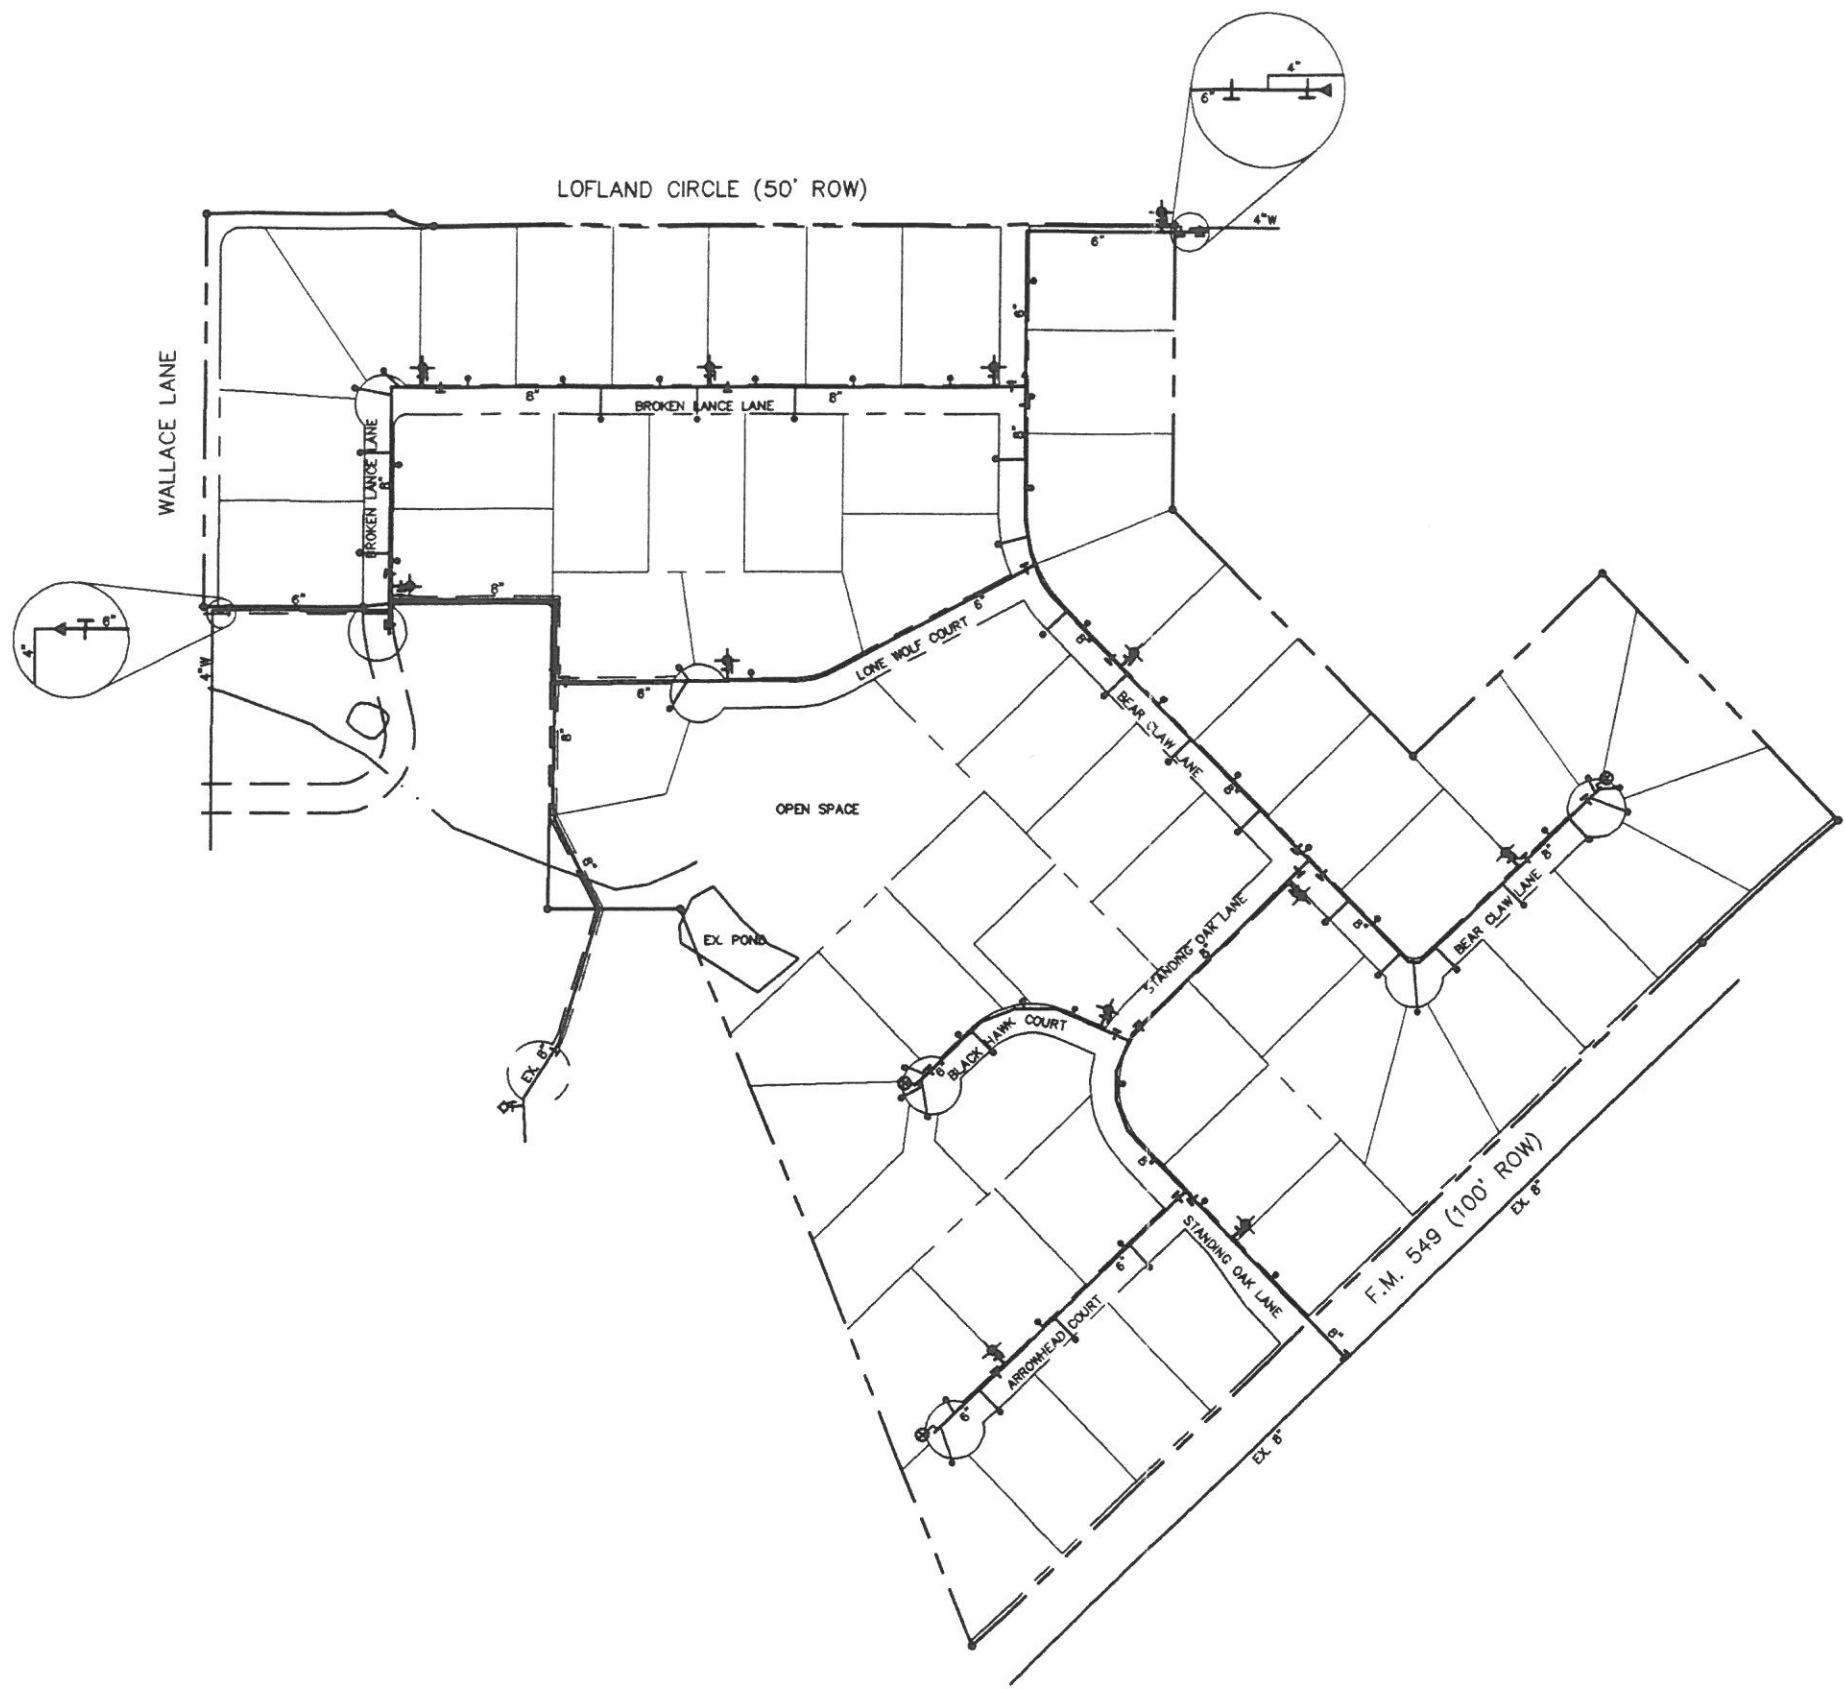 4"
6"
LOFLAND CIRCLE (50' ROW)
4"W
6"
6"
WALLACE LANE
8"
BROKEN LANCE LANE
8"
BROKEN LANCE LANE
8"
8"
6"
8"
6"
4"
6"
4"W
LONE WOLF COURT
8"
6"
8"
BEAR CLAW LANE
8"
OPEN SPACE
8"
8"
BEAR CLAW LANE
8"
STANDING OAK LANE
8"
EX. POND
BLACK HAWK COURT
6"
EX. 8"
8"
STANDING OAK LANE
6"
ARROWHEAD COURT
6"
8"
F.M. 549 (100' ROW)
EX. 8"
EX. 8"